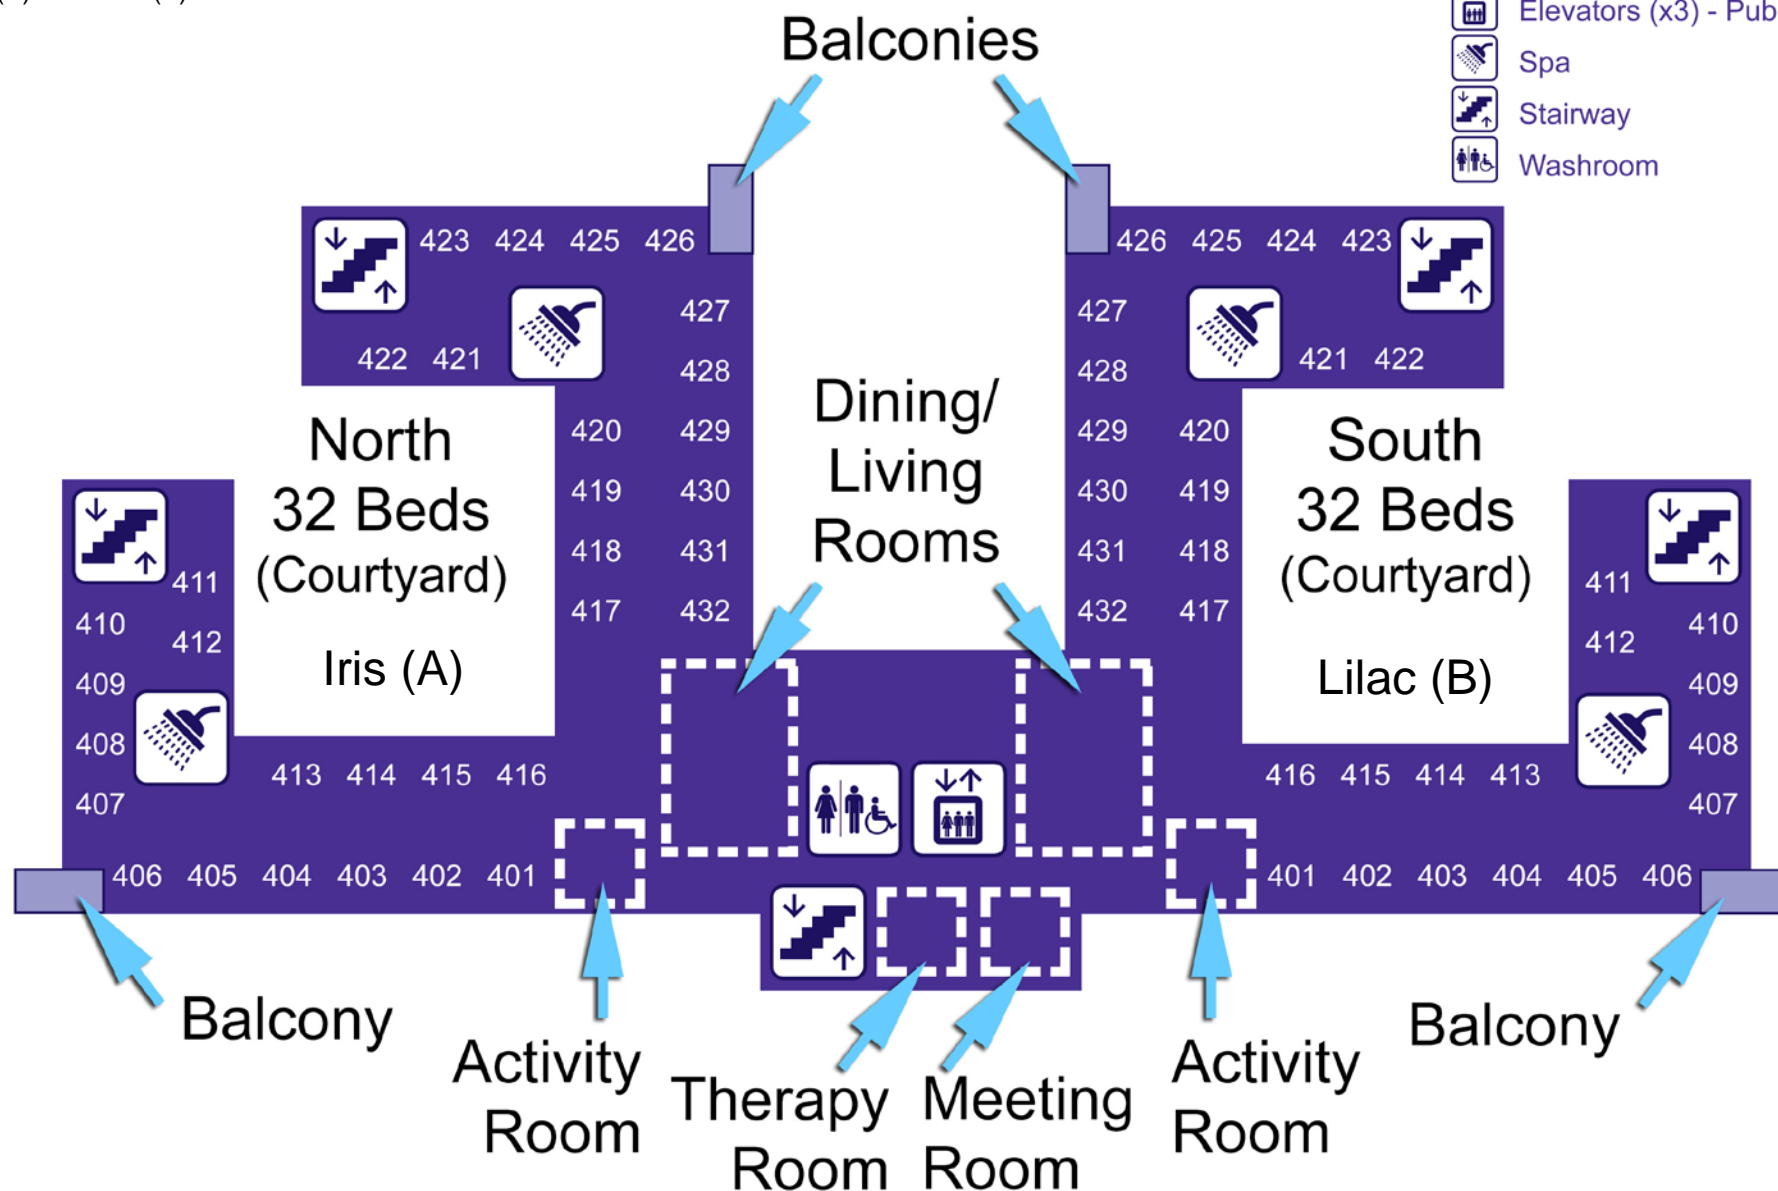 Elevators (x3) - Pub
Balconies
Spa
Stairway
Washroom
423 424 425 426
426 425 424 423
427
427
422 421
428
428
421 422
Dining/
Living
Rooms
North
32 Beds
(Courtyard)
Iris (A)
420 429
419 430
418 431
417 432
429 420
430 419
431 418
432 417
South
32 Beds
(Courtyard)
Lilac (B)
411
410
412
409
408
407
411
410
412
409
408
407
413 414 415 416
416 415 414 413
406 405 404 403 402 401
401 402 403 404 405 406
Balcony
Activity
Room
Therapy
Room
Meeting
Room
Activity
Room
Balcony